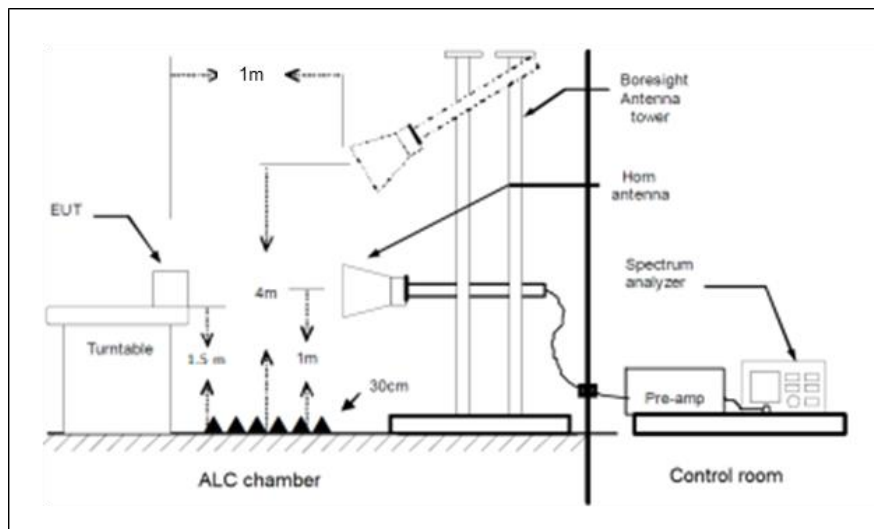 1m
Boresight
Antenna
tower
Horn
antenna
EUT
Spectrum
analyzer
4m
Turntable
1.5 m
1m
30cm
Pre-amp
ALC chamber
Control room